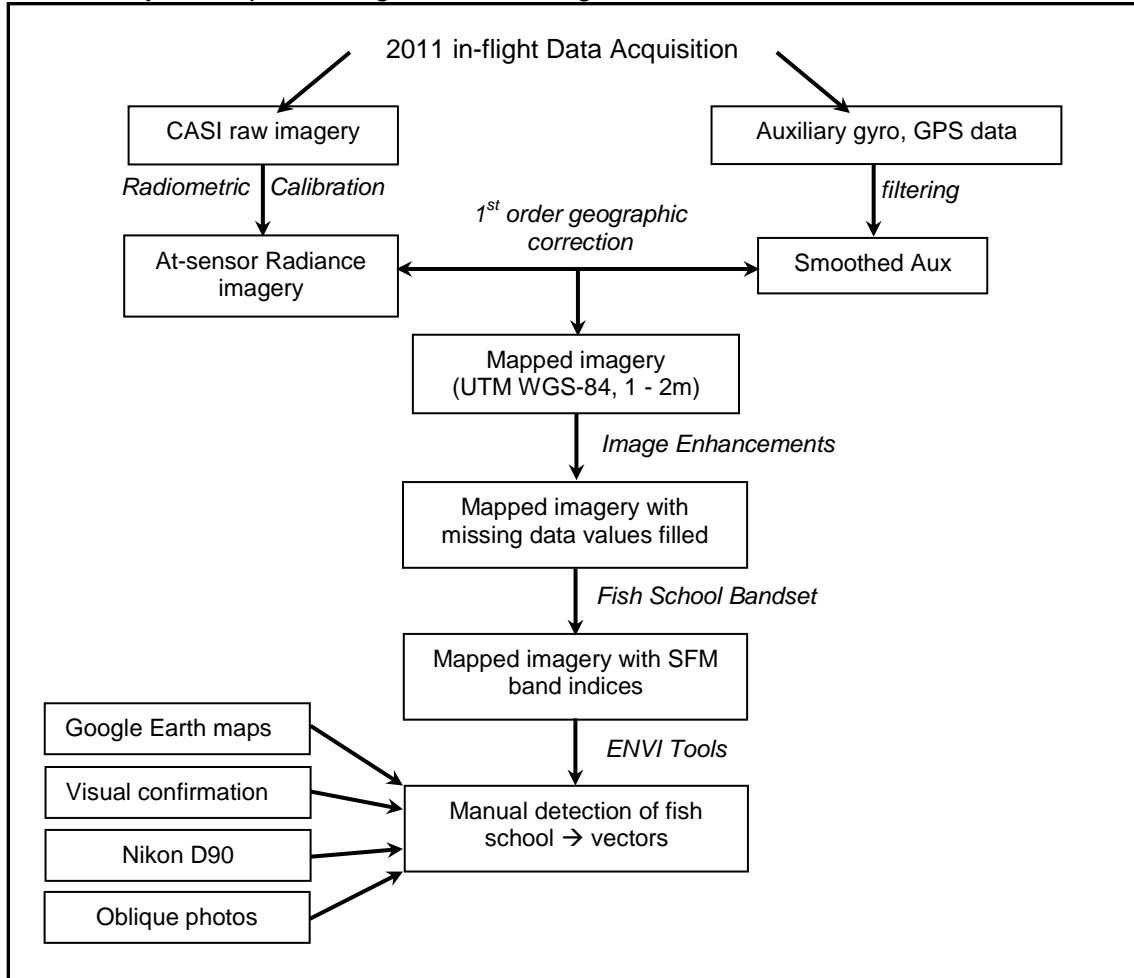 2011 in-flight Data Acquisition
CASI raw imagery
Auxiliary gyro, GPS data
Radiometric Calibration
filtering
1st order geographic
correction
At-sensor Radiance
imagery
Smoothed Aux
Mapped imagery
(UTM WGS-84, 1 - 2m)
Image Enhancements
Mapped imagery with
missing data values filled
Fish School Bandset
Mapped imagery with SFM
band indices
ENVI Tools
Google Earth maps
Visual confirmation
Nikon D90
Oblique photos
Manual detection of fish
school → vectors